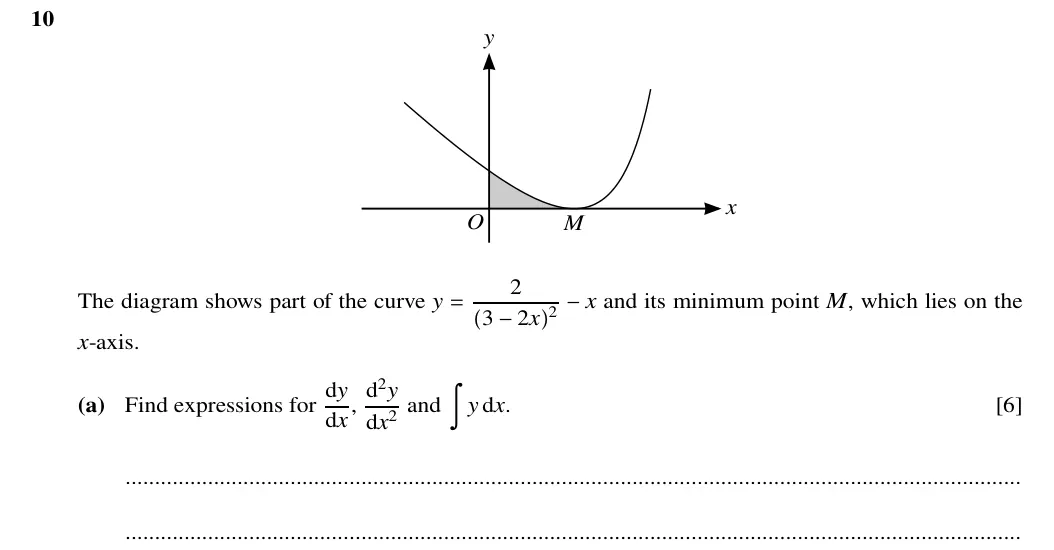 10
y
x
O
M
The diagram shows part of the curve y = 2/(3 – 2x)² – x and its minimum point M, which lies on the
x-axis.
(a) Find expressions for dy/dx, d²y/dx² and ∫ y dx. [6]